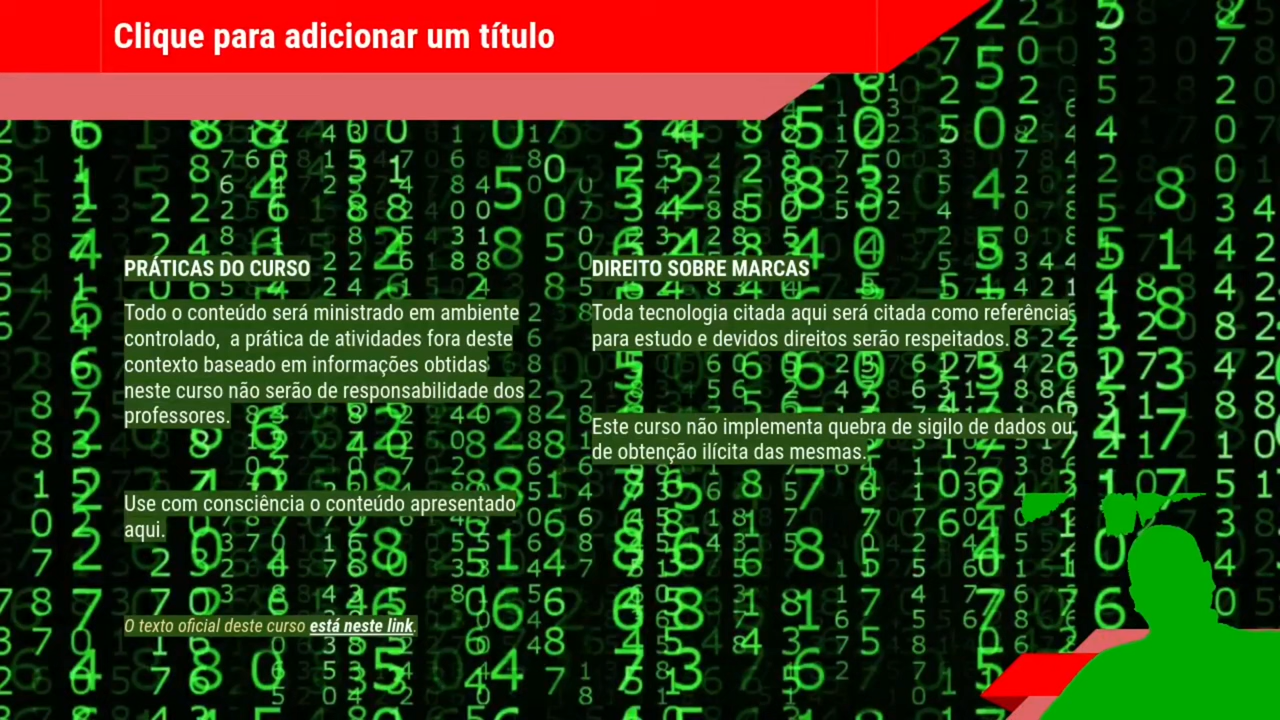 Clique para adicionar um título
PRÁTICAS DO CURSO
Todo o conteúdo será ministrado em ambiente
controlado,  a prática de atividades fora deste
contexto baseado em informações obtidas
neste curso não serão de responsabilidade dos
professores.
Use com consciência o conteúdo apresentado
aqui.
O texto oficial deste curso está neste link.
DIREITO SOBRE MARCAS
Toda tecnologia citada aqui será citada como referência
para estudo e devidos direitos serão respeitados.
Este curso não implementa quebra de sigilo de dados ou
de obtenção ilícita das mesmas.